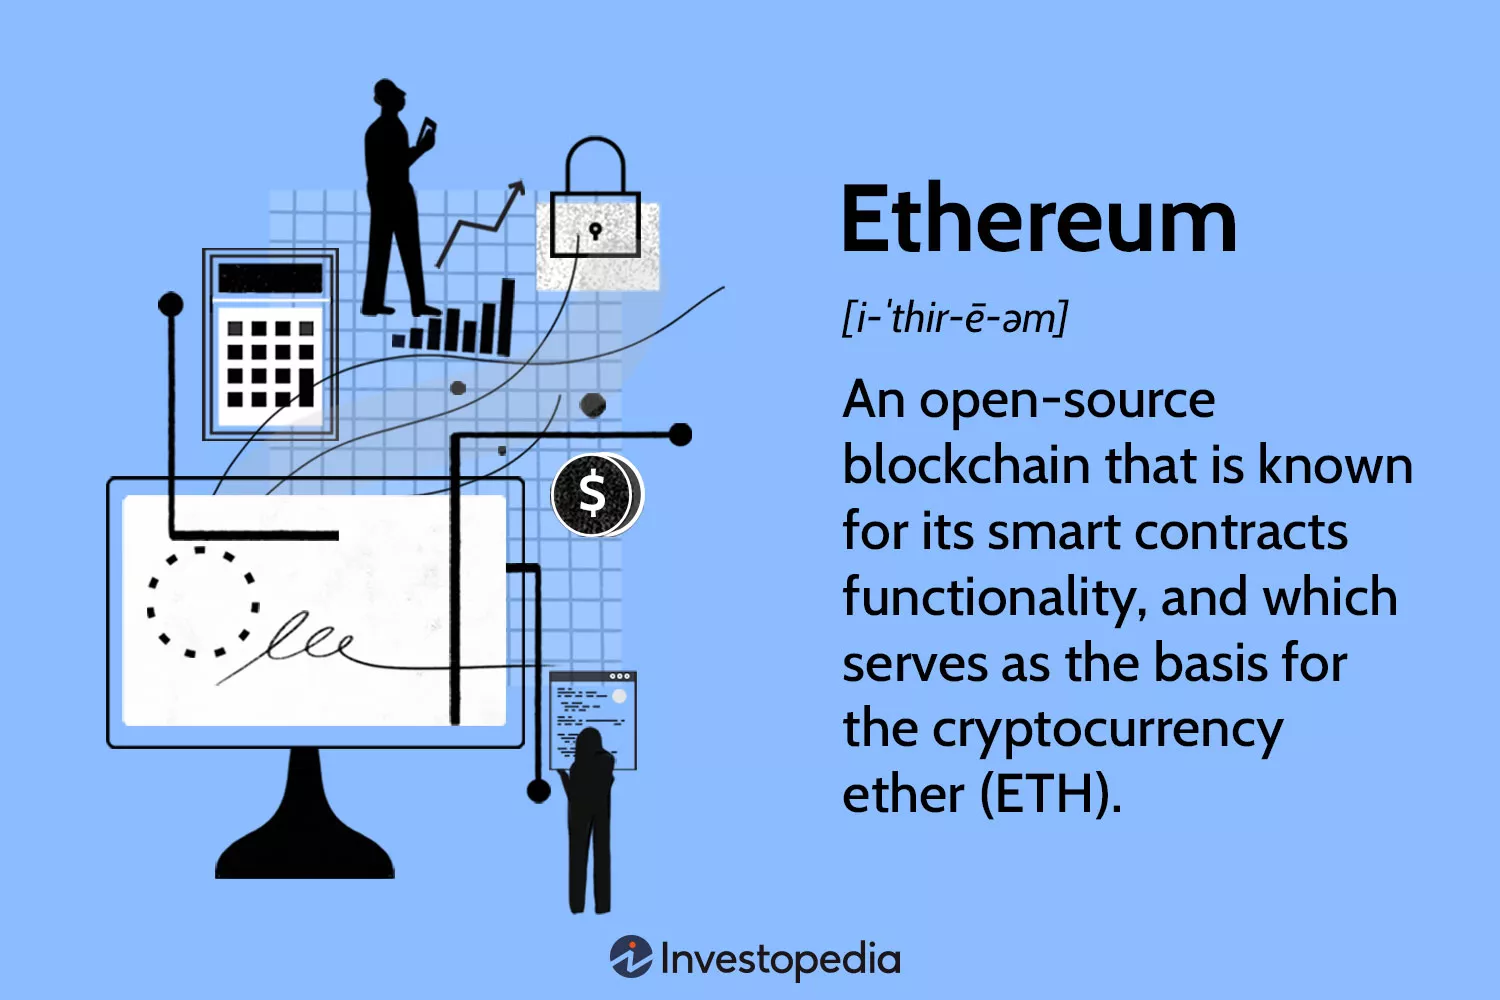 Ethereum
[i-ˈthir-ē-əm]
An open-source
blockchain that is known
for its smart contracts
functionality, and which
serves as the basis for
the cryptocurrency
ether (ETH).
$
Investopedia